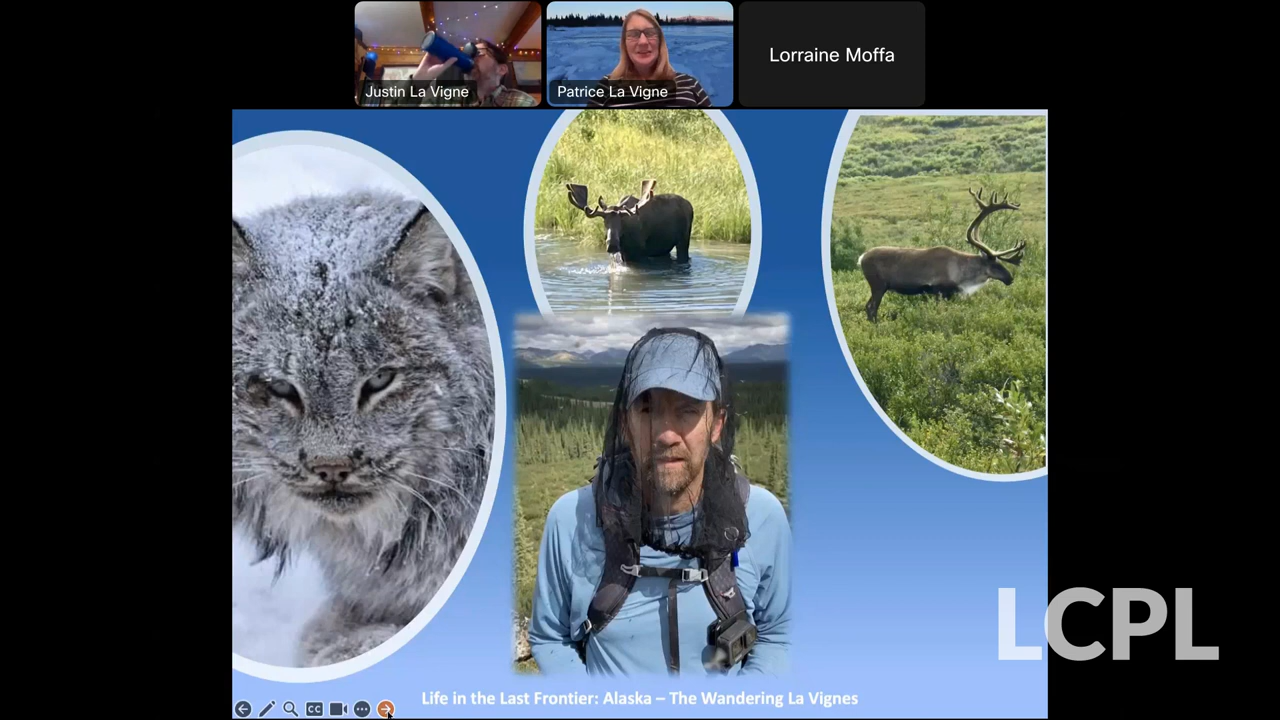 Justin La Vigne
Patrice La Vigne
Lorraine Moffa
LCPL
Life in the Last Frontier: Alaska – The Wandering La Vignes
CC